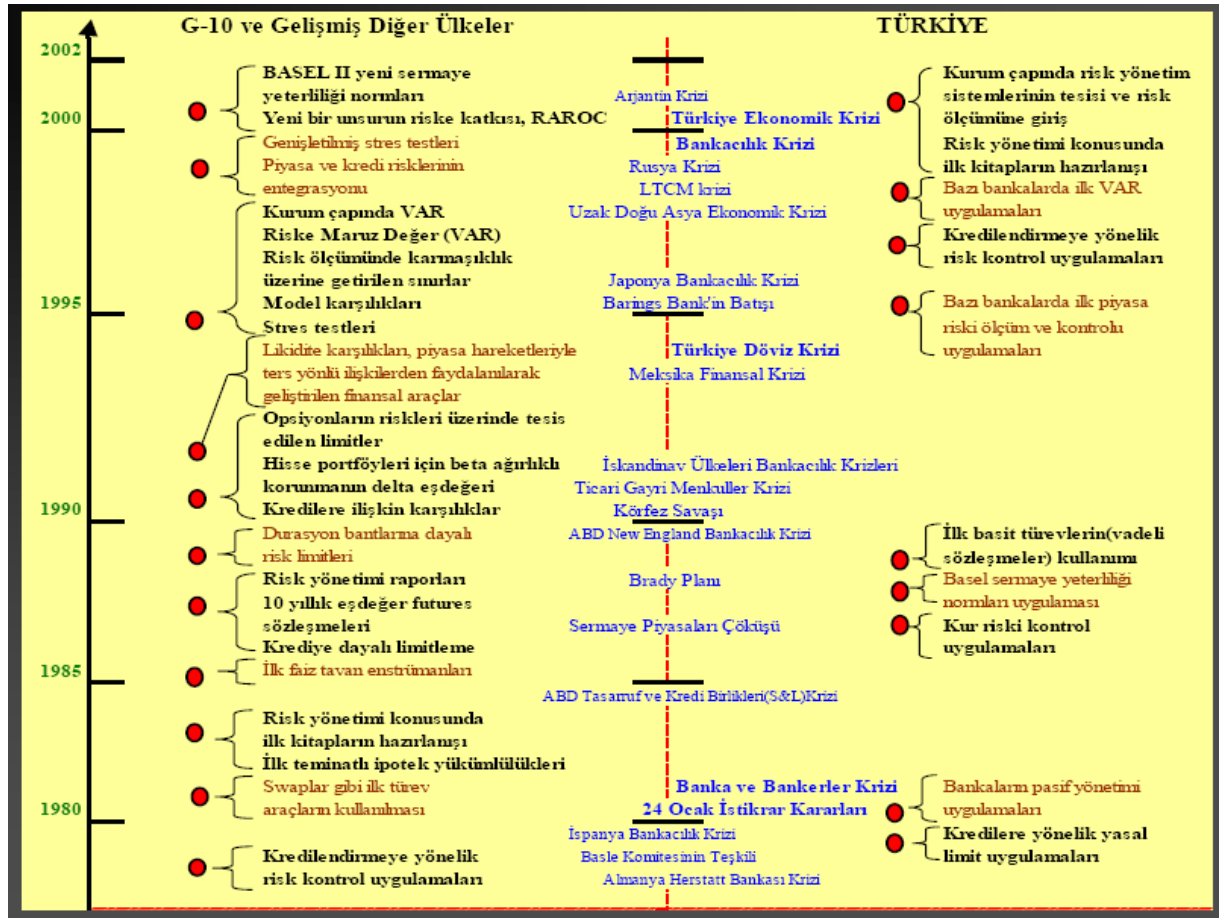 G-10 ve Gelişmiş Diğer Ülkeler
TÜRKİYE
2002
BASEL II yeni sermaye
yeterliliği normları
Yeni bir unsurun riske katkısı, RAROC
Arjantin Krizi
Türkiye Ekonomik Krizi
Kurum çapında risk yönetim
sistemlerinin tesisi ve risk
ölçümüne giriş
Risk yönetimi konusunda
ilk kitapların hazırlanışı
2000
Genişletilmiş stres testleri
Piyasa ve kredi risklerinin
entegrasyonu
Bankacılık Krizi
Rusya Krizi
LTCM krizi
Uzak Doğu Asya Ekonomik Krizi
Bazı bankalarda ilk VAR
uygulamaları
Kurum çapında VAR
Riske Maruz Değer (VAR)
Risk ölçümünde karmaşıklık
üzerine getirilen sınırlar
Model karşılıkları
Stres testleri
Kredilendirmeye yönelik
risk kontrol uygulamaları
Japonya Bankacılık Krizi
Barings Bank'in Batışı
1995
Bazı bankalarda ilk piyasa
riski ölçüm ve kontrolu
uygulamaları
Likidite karşılıkları, piyasa hareketleriyle
ters yönlü ilişkilerden faydalanılarak
geliştirilen finansal araçlar
Türkiye Döviz Krizi
Meksika Finansal Krizi
Opsiyonların riskleri üzerinde tesis
edilen limitler
Hisse portföyleri için beta ağırlıklı
korunmanın delta eşdeğeri
Kredilere ilişkin karşılıklar
İskandinav Ülkeleri Bankacılık Krizleri
Ticari Gayri Menkuller Krizi
Körfez Savaşı
1990
Durasyon bantlarına dayalı
risk limitleri
ABD New England Bankacılık Krizi
İlk basit türevlerin(vadeli
sözleşmeler) kullanımı
Risk yönetimi raporları
10 yıllık eşdeğer futures
sözleşmeleri
Krediye dayalı limitleme
Brady Planı
Basel sermaye yeterliliği
normları uygulaması
Sermaye Piyasaları Çöküşü
Kur riski kontrol
uygulamaları
1985
İlk faiz tavan enstrümanları
ABD Tasarruf ve Kredi Birlikleri(S&L)Krizi
Risk yönetimi konusunda
ilk kitapların hazırlanışı
İlk teminatlı ipotek yükümlülükleri
Swaplar gibi ilk türev
araçların kullanılması
Banka ve Bankerler Krizi
24 Ocak İstikrar Kararları
Bankaların pasif yönetimi
uygulamaları
1980
İspanya Bankacılık Krizi
Basle Komitesinin Teşkili
Almanya Herstatt Bankası Krizi
Kredilere yönelik yasal
limit uygulamaları
Kredilendirmeye yönelik
risk kontrol uygulamaları